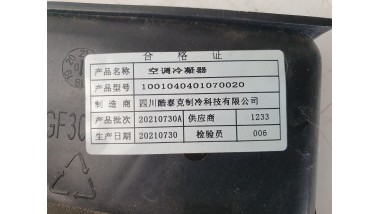 合格证
产品名称 空调冷凝器
产品型号 1001040401070020
制造商 四川酷泰克制冷科技有限公司
产品批次 20210730A 供应商 1233
生产日期 20210730 检验员 006